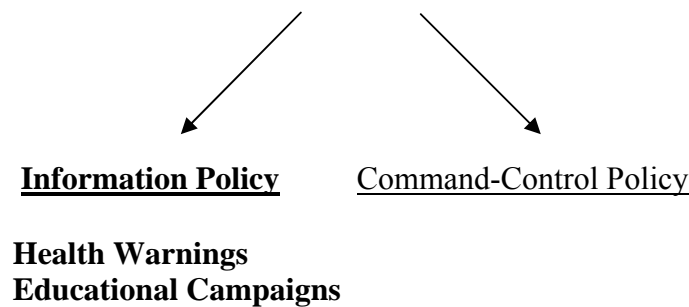 Information Policy Command-Control Policy
Health Warnings
Educational Campaigns